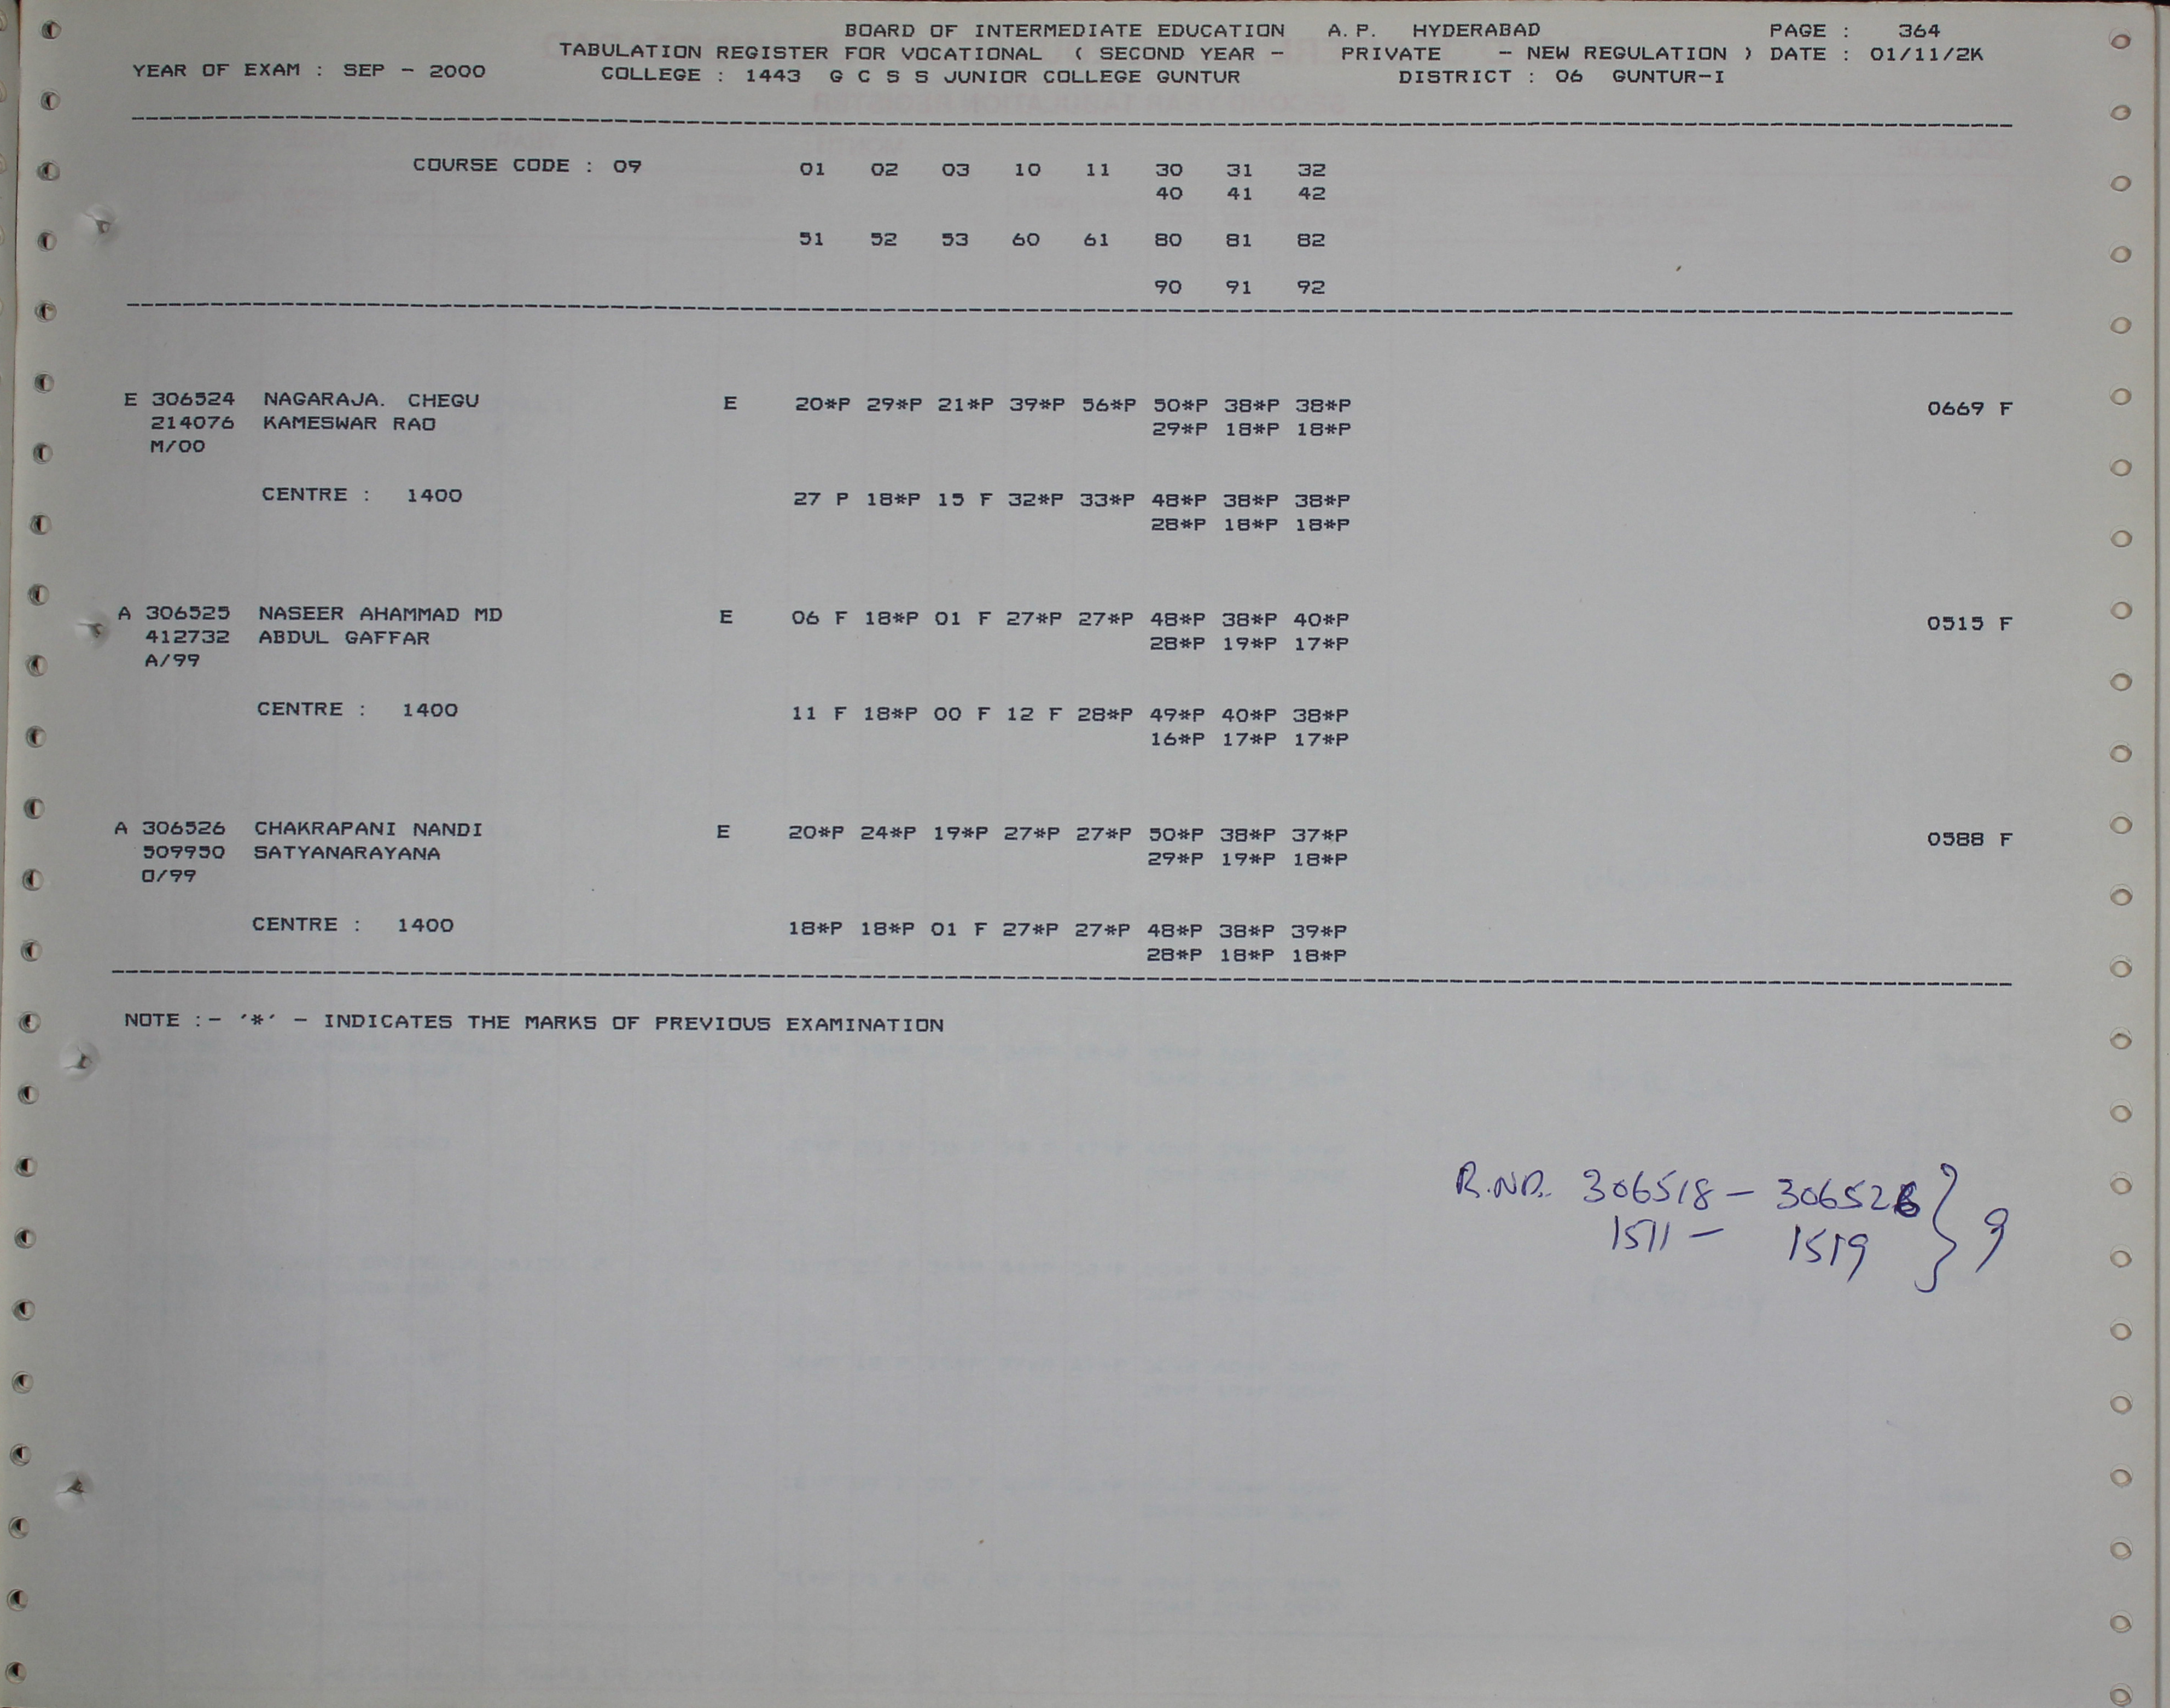 BOARD OF INTERMEDIATE EDUCATION A.P. HYDERABAD PAGE : 364
TABULATION REGISTER FOR VOCATIONAL ( SECOND YEAR - PRIVATE - NEW REGULATION ) DATE : 01/11/2K
YEAR OF EXAM : SEP - 2000 COLLEGE : 1443 G C S S JUNIOR COLLEGE GUNTUR DISTRICT : 06 GUNTUR-I
COURSE CODE : 09 01 02 03 10 11 30 31 32
40 41 42
51 52 53 60 61 80 81 82
90 91 92
E 306524 NAGARAJA. CHEGU E 20*P 29*P 21*P 39*P 56*P 50*P 38*P 38*P 0669 F
214076 KAMESWAR RAO 29*P 18*P 18*P
M/00
CENTRE : 1400 27 P 18*P 15 F 32*P 33*P 48*P 38*P 38*P
28*P 18*P 18*P
A 306525 NASEER AHAMMAD MD E 06 F 18*P 01 F 27*P 27*P 48*P 38*P 40*P 0515 F
412732 ABDUL GAFFAR 28*P 19*P 17*P
A/99
CENTRE : 1400 11 F 18*P 00 F 12 F 28*P 49*P 40*P 38*P
16*P 17*P 17*P
A 306526 CHAKRAPANI NANDI E 20*P 24*P 19*P 27*P 27*P 50*P 38*P 37*P 0588 F
509950 SATYANARAYANA 29*P 19*P 18*P
O/99
CENTRE : 1400 18*P 18*P 01 F 27*P 27*P 48*P 38*P 39*P
28*P 18*P 18*P
NOTE :- '*' - INDICATES THE MARKS OF PREVIOUS EXAMINATION
R.NO. 306518 - 306526 } 9
1511 - 1519